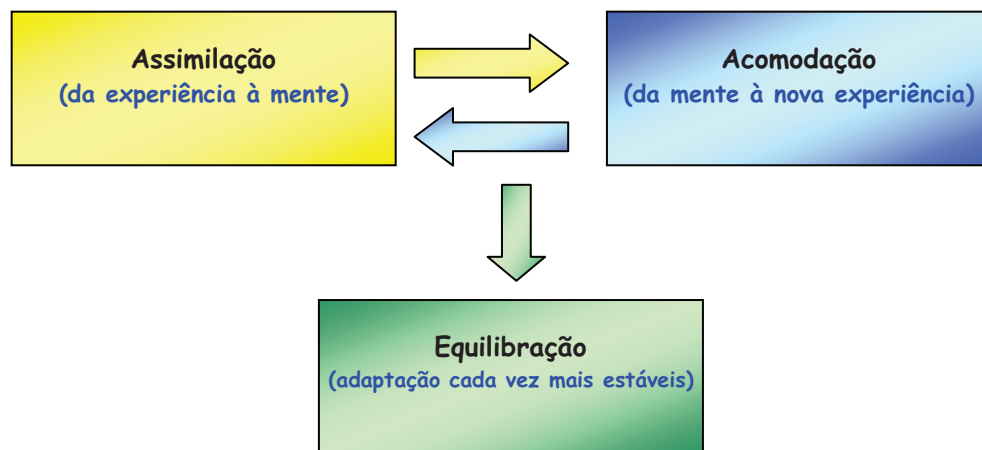 Assimilação
(da experiência à mente)
Acomodação
(da mente à nova experiência)
Equilibração
(adaptação cada vez mais estáveis)